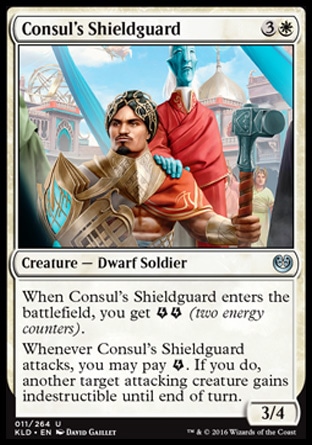 Consul's Shieldguard 3
Creature — Dwarf Soldier
When Consul's Shieldguard enters the
battlefield, you get (two energy
counters).
Whenever Consul's Shieldguard
attacks, you may pay . If you do,
another target attacking creature gains
indestructible until end of turn.
3/4
011/264 U
KLD • EN DAVID GAILLET ™ & © 2016 Wizards of the Coast